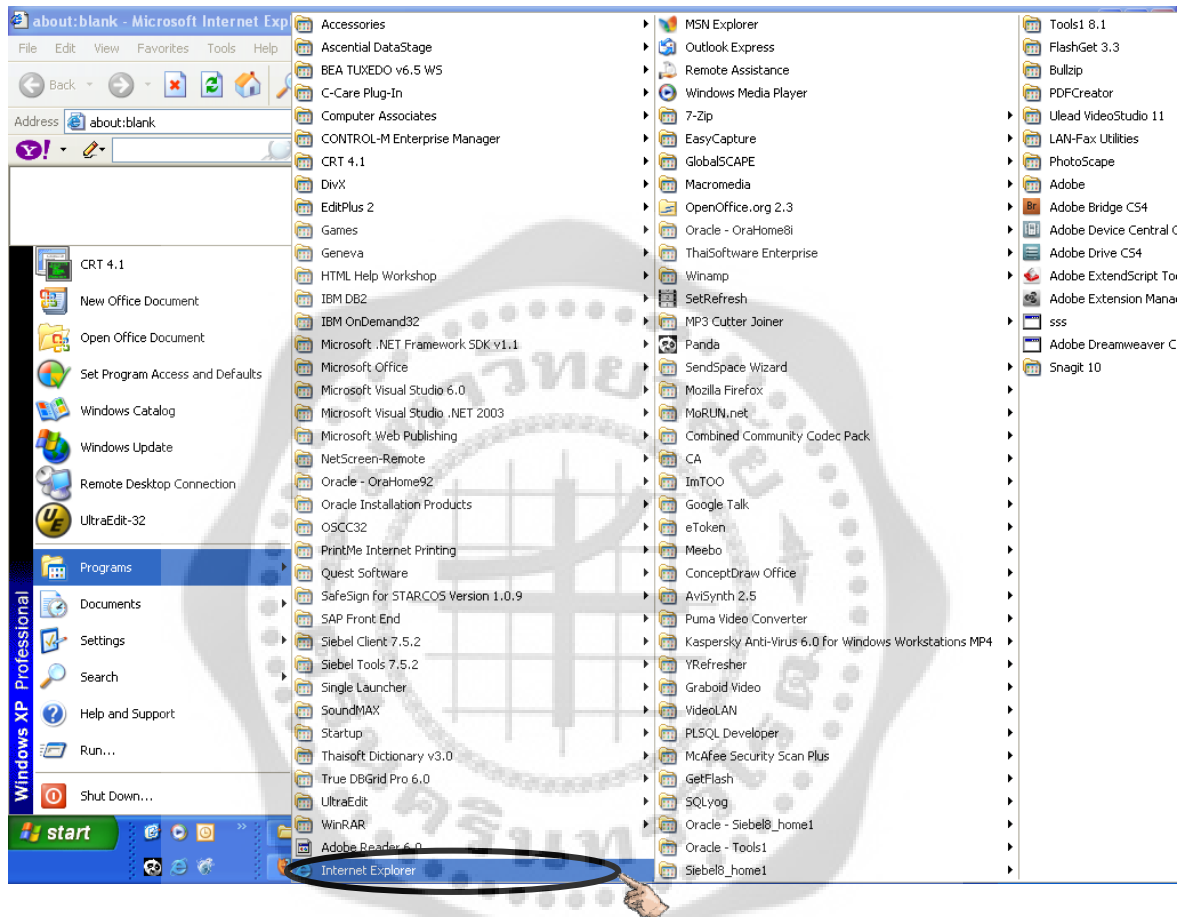 about:blank - Microsoft Internet Expl
File Edit View Favorites Tools Help
Back
Address about:blank
Y!
CRT 4.1
New Office Document
Open Office Document
Set Program Access and Defaults
Windows Catalog
Windows Update
Remote Desktop Connection
UltraEdit-32
Programs
Documents
Settings
Search
Help and Support
Run...
Shut Down...
Windows XP Professional
start
Accessories
Ascential DataStage
BEA TUXEDO v6.5 WS
C-Care Plug-In
Computer Associates
CONTROL-M Enterprise Manager
CRT 4.1
DivX
EditPlus 2
Games
Geneva
HTML Help Workshop
IBM DB2
IBM OnDemand32
Microsoft .NET Framework SDK v1.1
Microsoft Office
Microsoft Visual Studio 6.0
Microsoft Visual Studio .NET 2003
Microsoft Web Publishing
NetScreen-Remote
Oracle - OraHome92
Oracle Installation Products
OSCC32
PrintMe Internet Printing
Quest Software
SafeSign for STARCOS Version 1.0.9
SAP Front End
Siebel Client 7.5.2
Siebel Tools 7.5.2
Single Launcher
SoundMAX
Startup
Thaisoft Dictionary v3.0
True DBGrid Pro 6.0
UltraEdit
WinRAR
Adobe Reader 6.0
Internet Explorer
MSN Explorer
Outlook Express
Remote Assistance
Windows Media Player
7-Zip
EasyCapture
GlobalSCAPE
Macromedia
OpenOffice.org 2.3
Oracle - OraHome8i
ThaiSoftware Enterprise
Winamp
SetRefresh
MP3 Cutter Joiner
Panda
SendSpace Wizard
Mozilla Firefox
MoRUN.net
Combined Community Codec Pack
CA
ImTOO
Google Talk
eToken
Meebo
ConceptDraw Office
AviSynth 2.5
Puma Video Converter
Kaspersky Anti-Virus 6.0 for Windows Workstations MP4
YRefresher
Graboid Video
VideoLAN
PLSQL Developer
McAfee Security Scan Plus
GetFlash
SQLyog
Oracle - Siebel8_home1
Oracle - Tools1
Siebel8_home1
Tools1 8.1
FlashGet 3.3
Bullzip
PDFCreator
Ulead VideoStudio 11
LAN-Fax Utilities
PhotoScape
Adobe
Br Adobe Bridge CS4
Adobe Device Central C
Adobe Drive CS4
Adobe ExtendScript Too
Adobe Extension Mana
sss
Adobe Dreamweaver C
Snagit 10